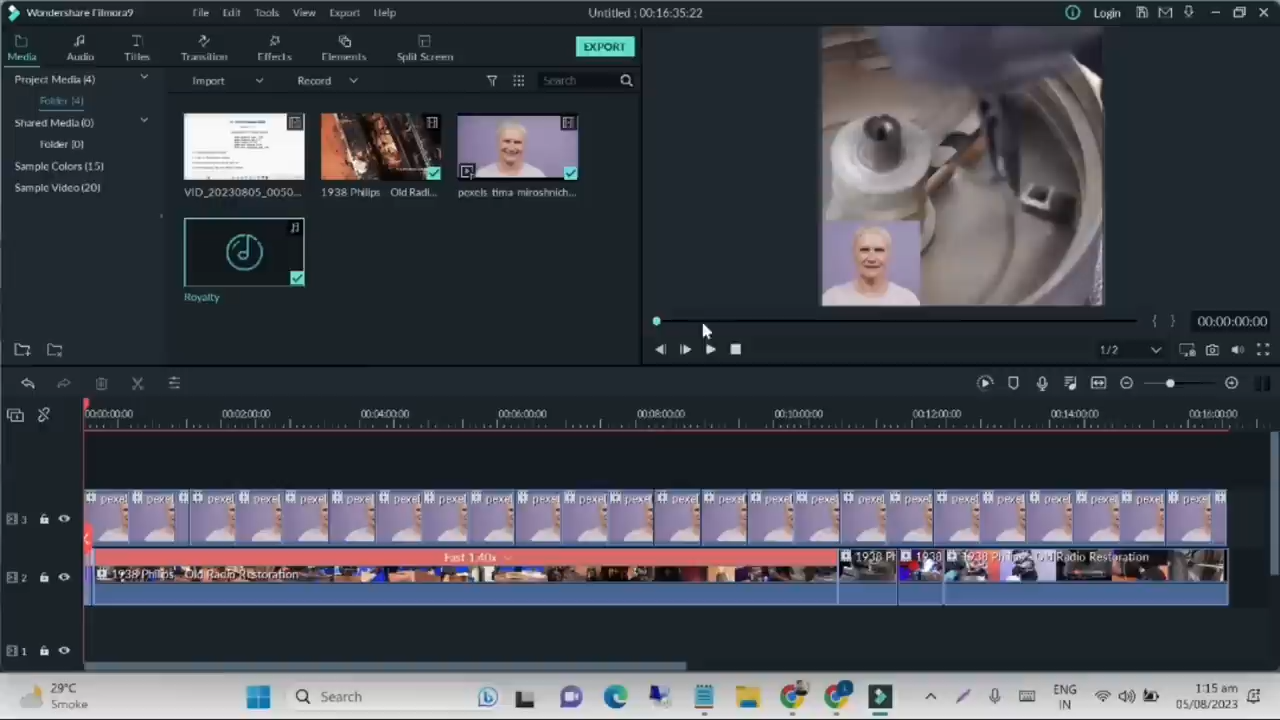 Wondershare Filmora9
File Edit Tools View Export Help
Untitled : 00:16:35:22
Login
Media Audio Titles Transition Effects Elements Split Screen
EXPORT
Project Media (4)
Folder (4)
Shared Media (0)
Folder (0)
Sample Colors (15)
Sample Video (20)
Import Record Search
VID_20230805_0050...
1938 Philips Old Radi...
pexels tima miroshnich...
Royalty
00:00:00:00
1/2
00:00:00:00 00:02:00:00 00:04:00:00 00:06:00:00 00:08:00:00 00:10:00:00 00:12:00:00 00:14:00:00 00:16:00:00
3
Fast 1.40x
2
1938 Philips Old Radio Restoration
1938 Ph
1938
1938 Philips Old Radio Restoration
1
29°C
Smoke
Search
ENG
IN
1:15 am
05/08/2023